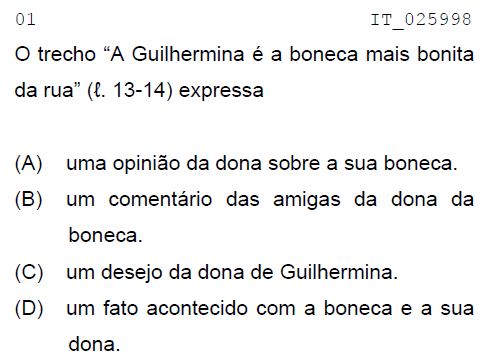 01 IT_025998
O trecho “A Guilhermina é a boneca mais bonita
da rua” (ℓ. 13-14) expressa
(A) uma opinião da dona sobre a sua boneca.
(B) um comentário das amigas da dona da
boneca.
(C) um desejo da dona de Guilhermina.
(D) um fato acontecido com a boneca e a sua
dona.